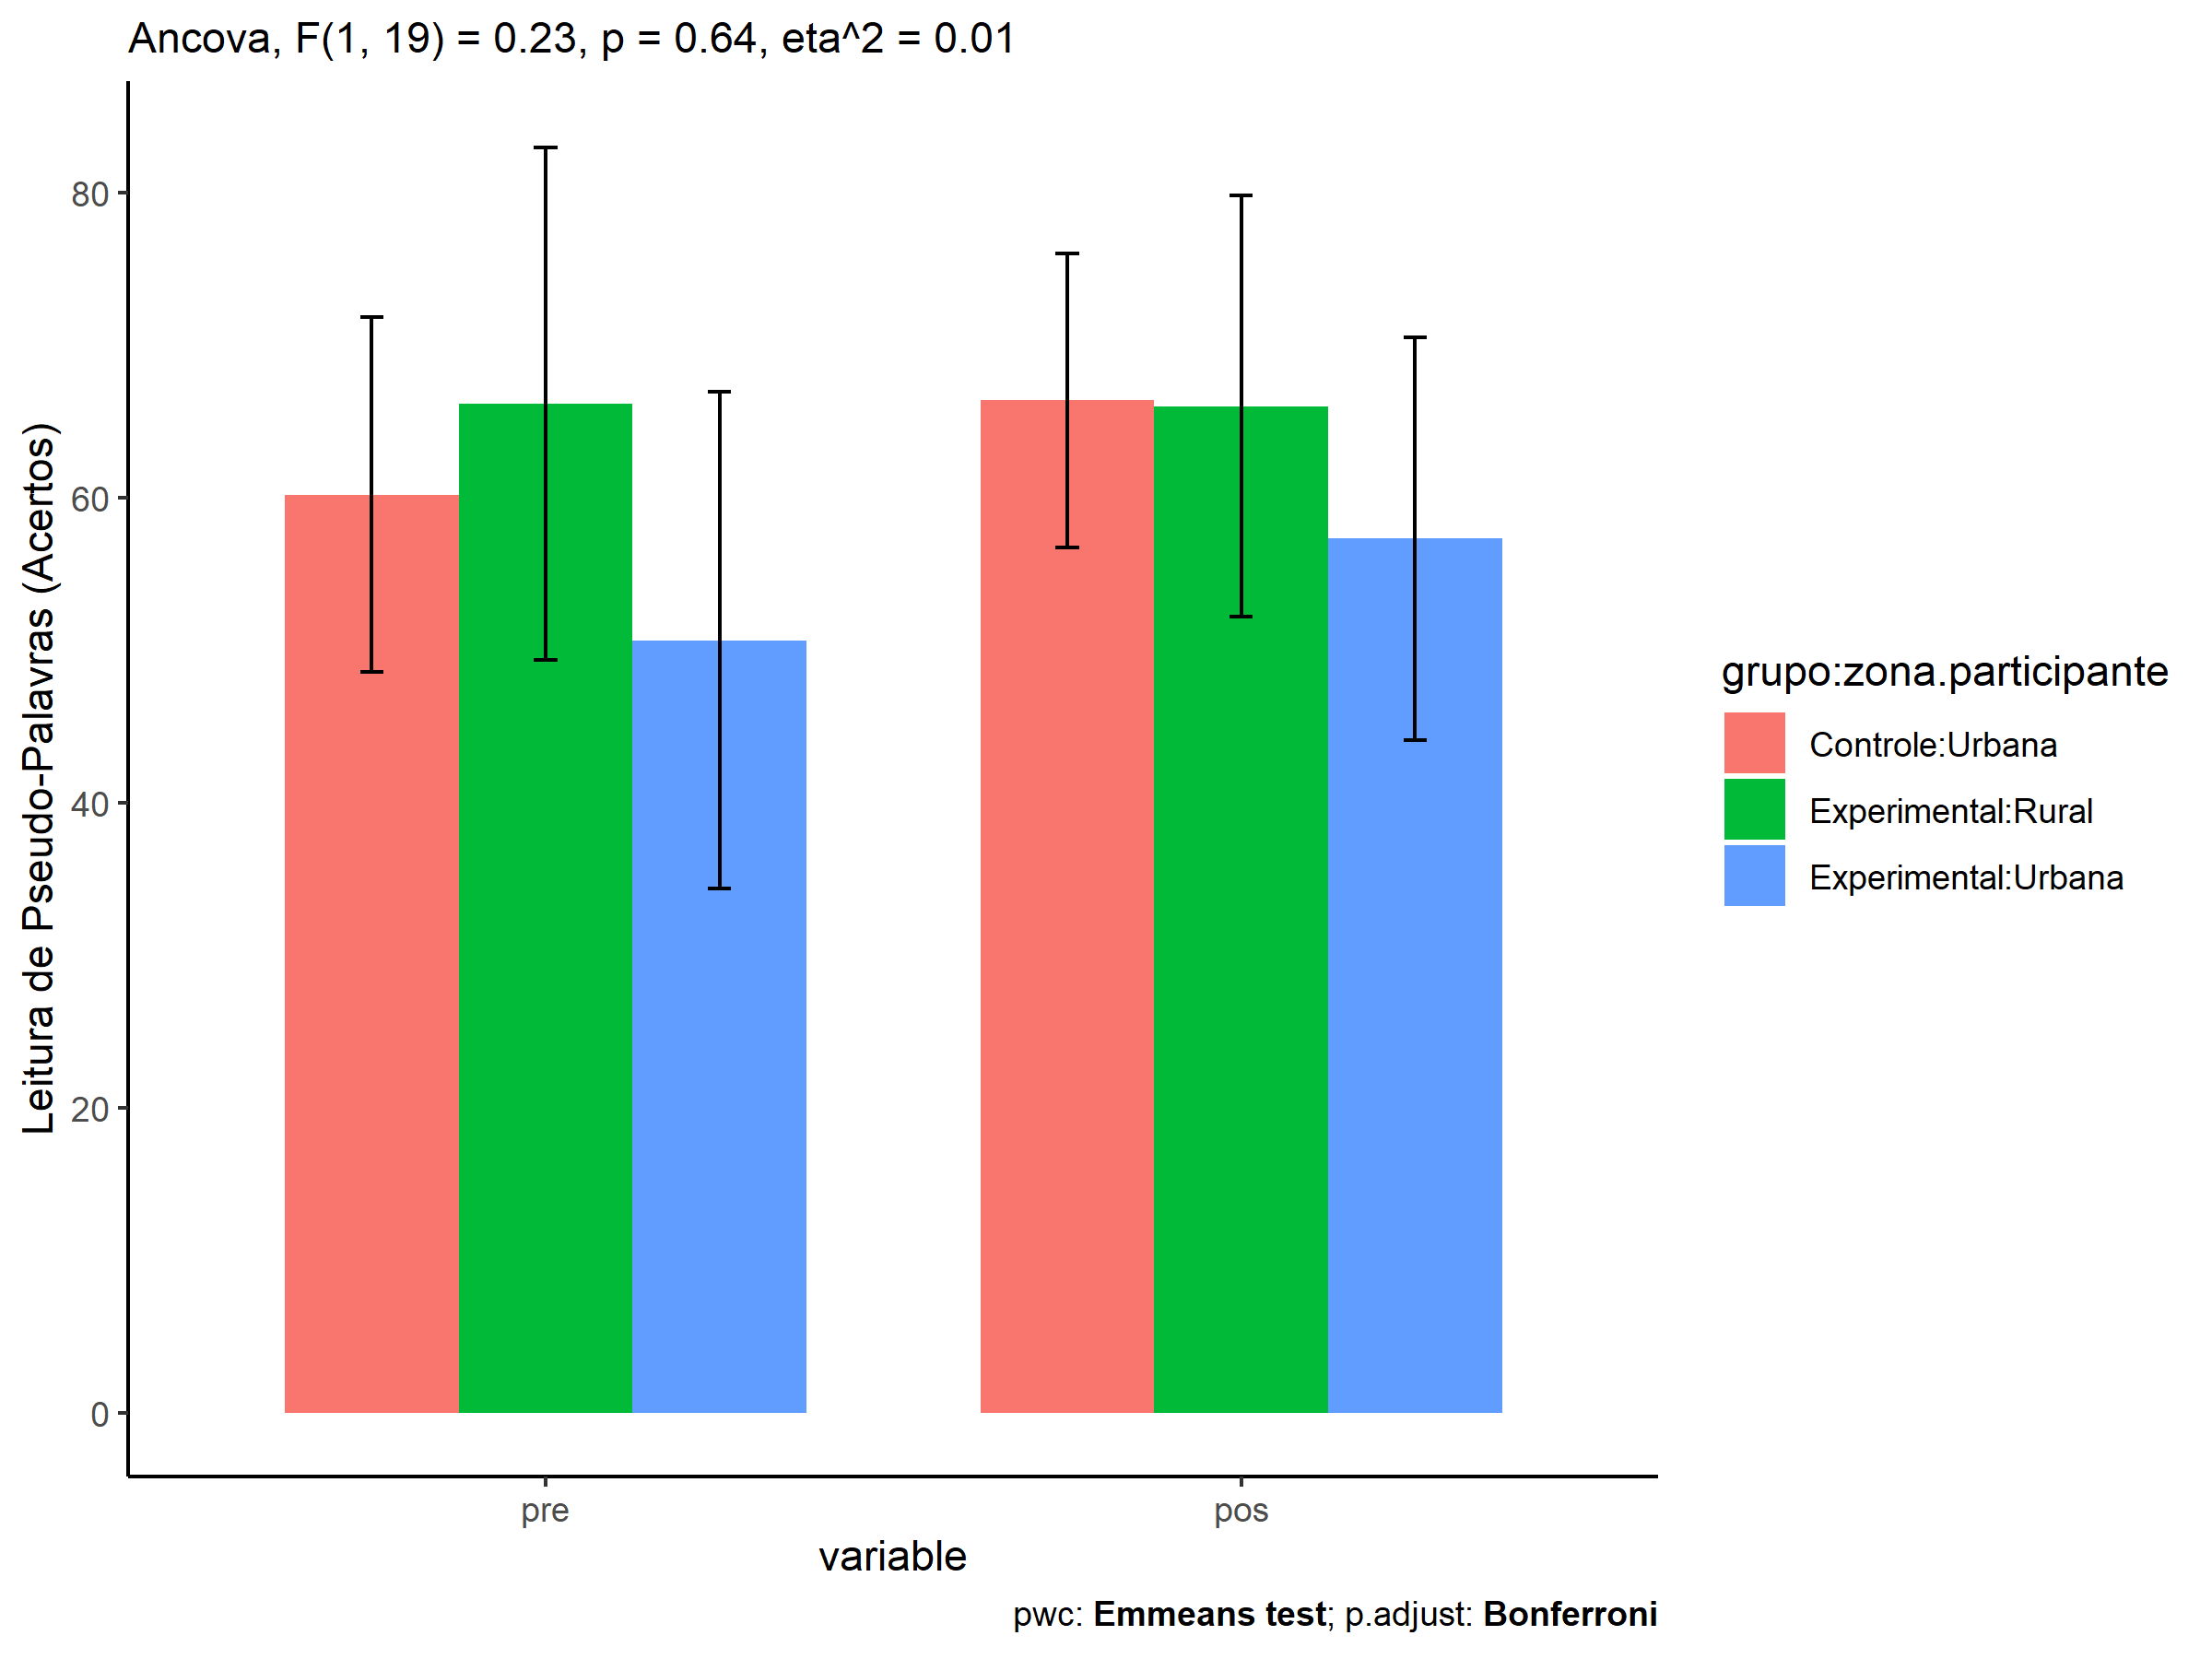 Ancova, F(1, 19) = 0.23, p = 0.64, eta^2 = 0.01
Leitura de Pseudo-Palavras (Acertos)
80
60
40
20
0
pre
pos
variable
grupo:zona.participante
Controle:Urbana
Experimental:Rural
Experimental:Urbana
pwc: Emmeans test; p.adjust: Bonferroni